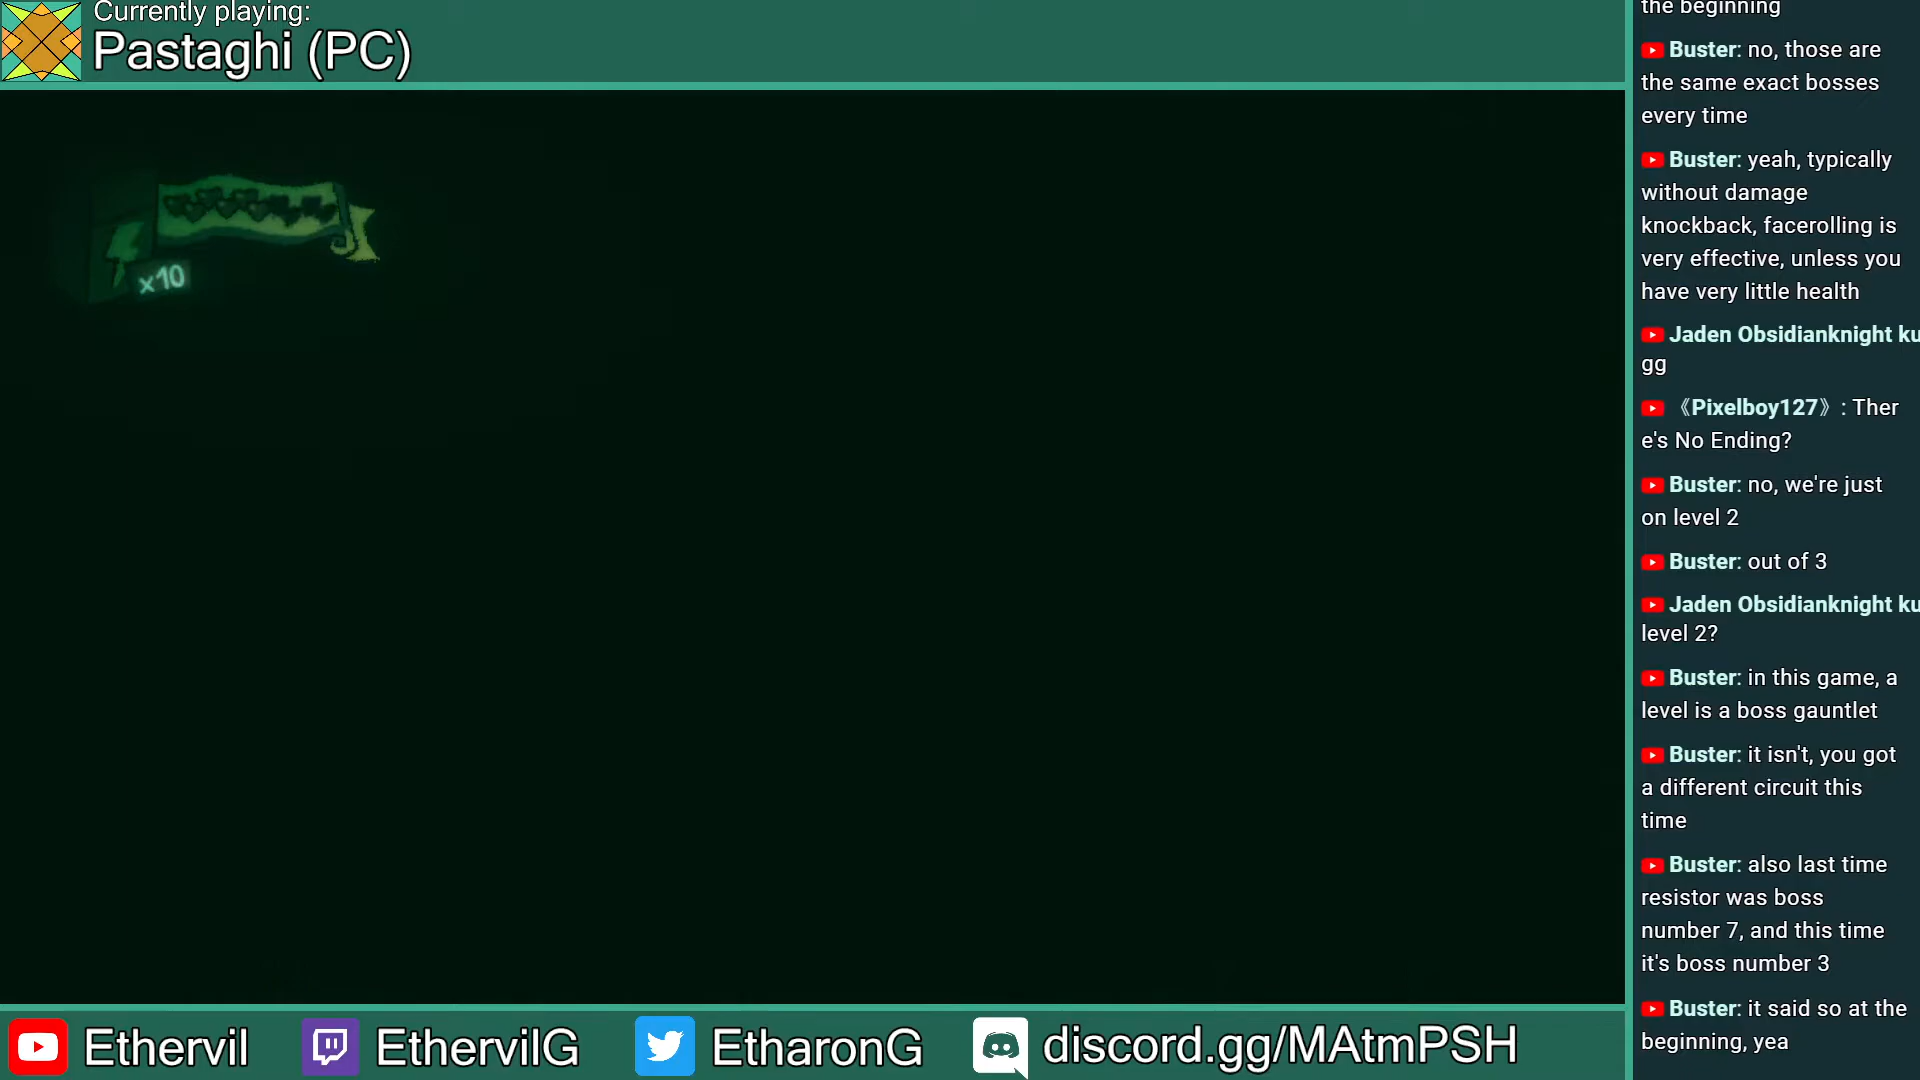 Currently playing:
Pastaghi (PC)
x10
the beginning
Buster: no, those are
the same exact bosses
every time
Buster: yeah, typically
without damage
knockback, facerolling is
very effective, unless you
have very little health
Jaden Obsidianknight ku
gg
《Pixelboy127》: Ther
e's No Ending?
Buster: no, we're just
on level 2
Buster: out of 3
Jaden Obsidianknight ku
level 2?
Buster: in this game, a
level is a boss gauntlet
Buster: it isn't, you got
a different circuit this
time
Buster: also last time
resistor was boss
number 7, and this time
it's boss number 3
Buster: it said so at the
beginning, yea
Ethervil
EthervilG
EtharonG
discord.gg/MAtmPSH